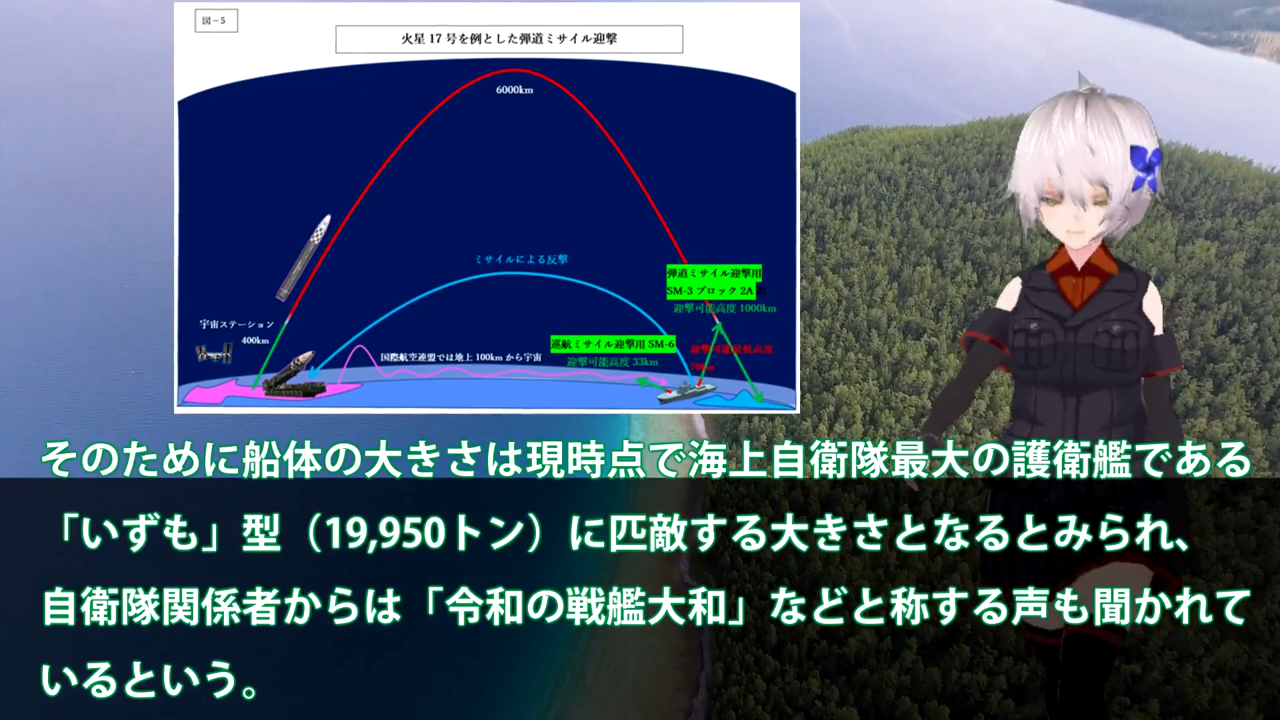 図－5
火星 17 号を例とした弾道ミサイル迎撃
6000km
ミサイルによる反撃
弾道ミサイル迎撃用
SM-3 ブロック 2A
迎撃可能高度 1000km
宇宙ステーション
400km
巡航ミサイル迎撃用 SM-6
迎撃可能高度 33km
迎撃可能最低高度
国際航空連盟では地上 100km から宇宙
そのために船体の大きさは現時点で海上自衛隊最大の護衛艦である
「いずも」型（19,950トン）に匹敵する大きさとなるとみられ、
自衛隊関係者からは「令和の戦艦大和」などと称する声も聞かれて
いるという。